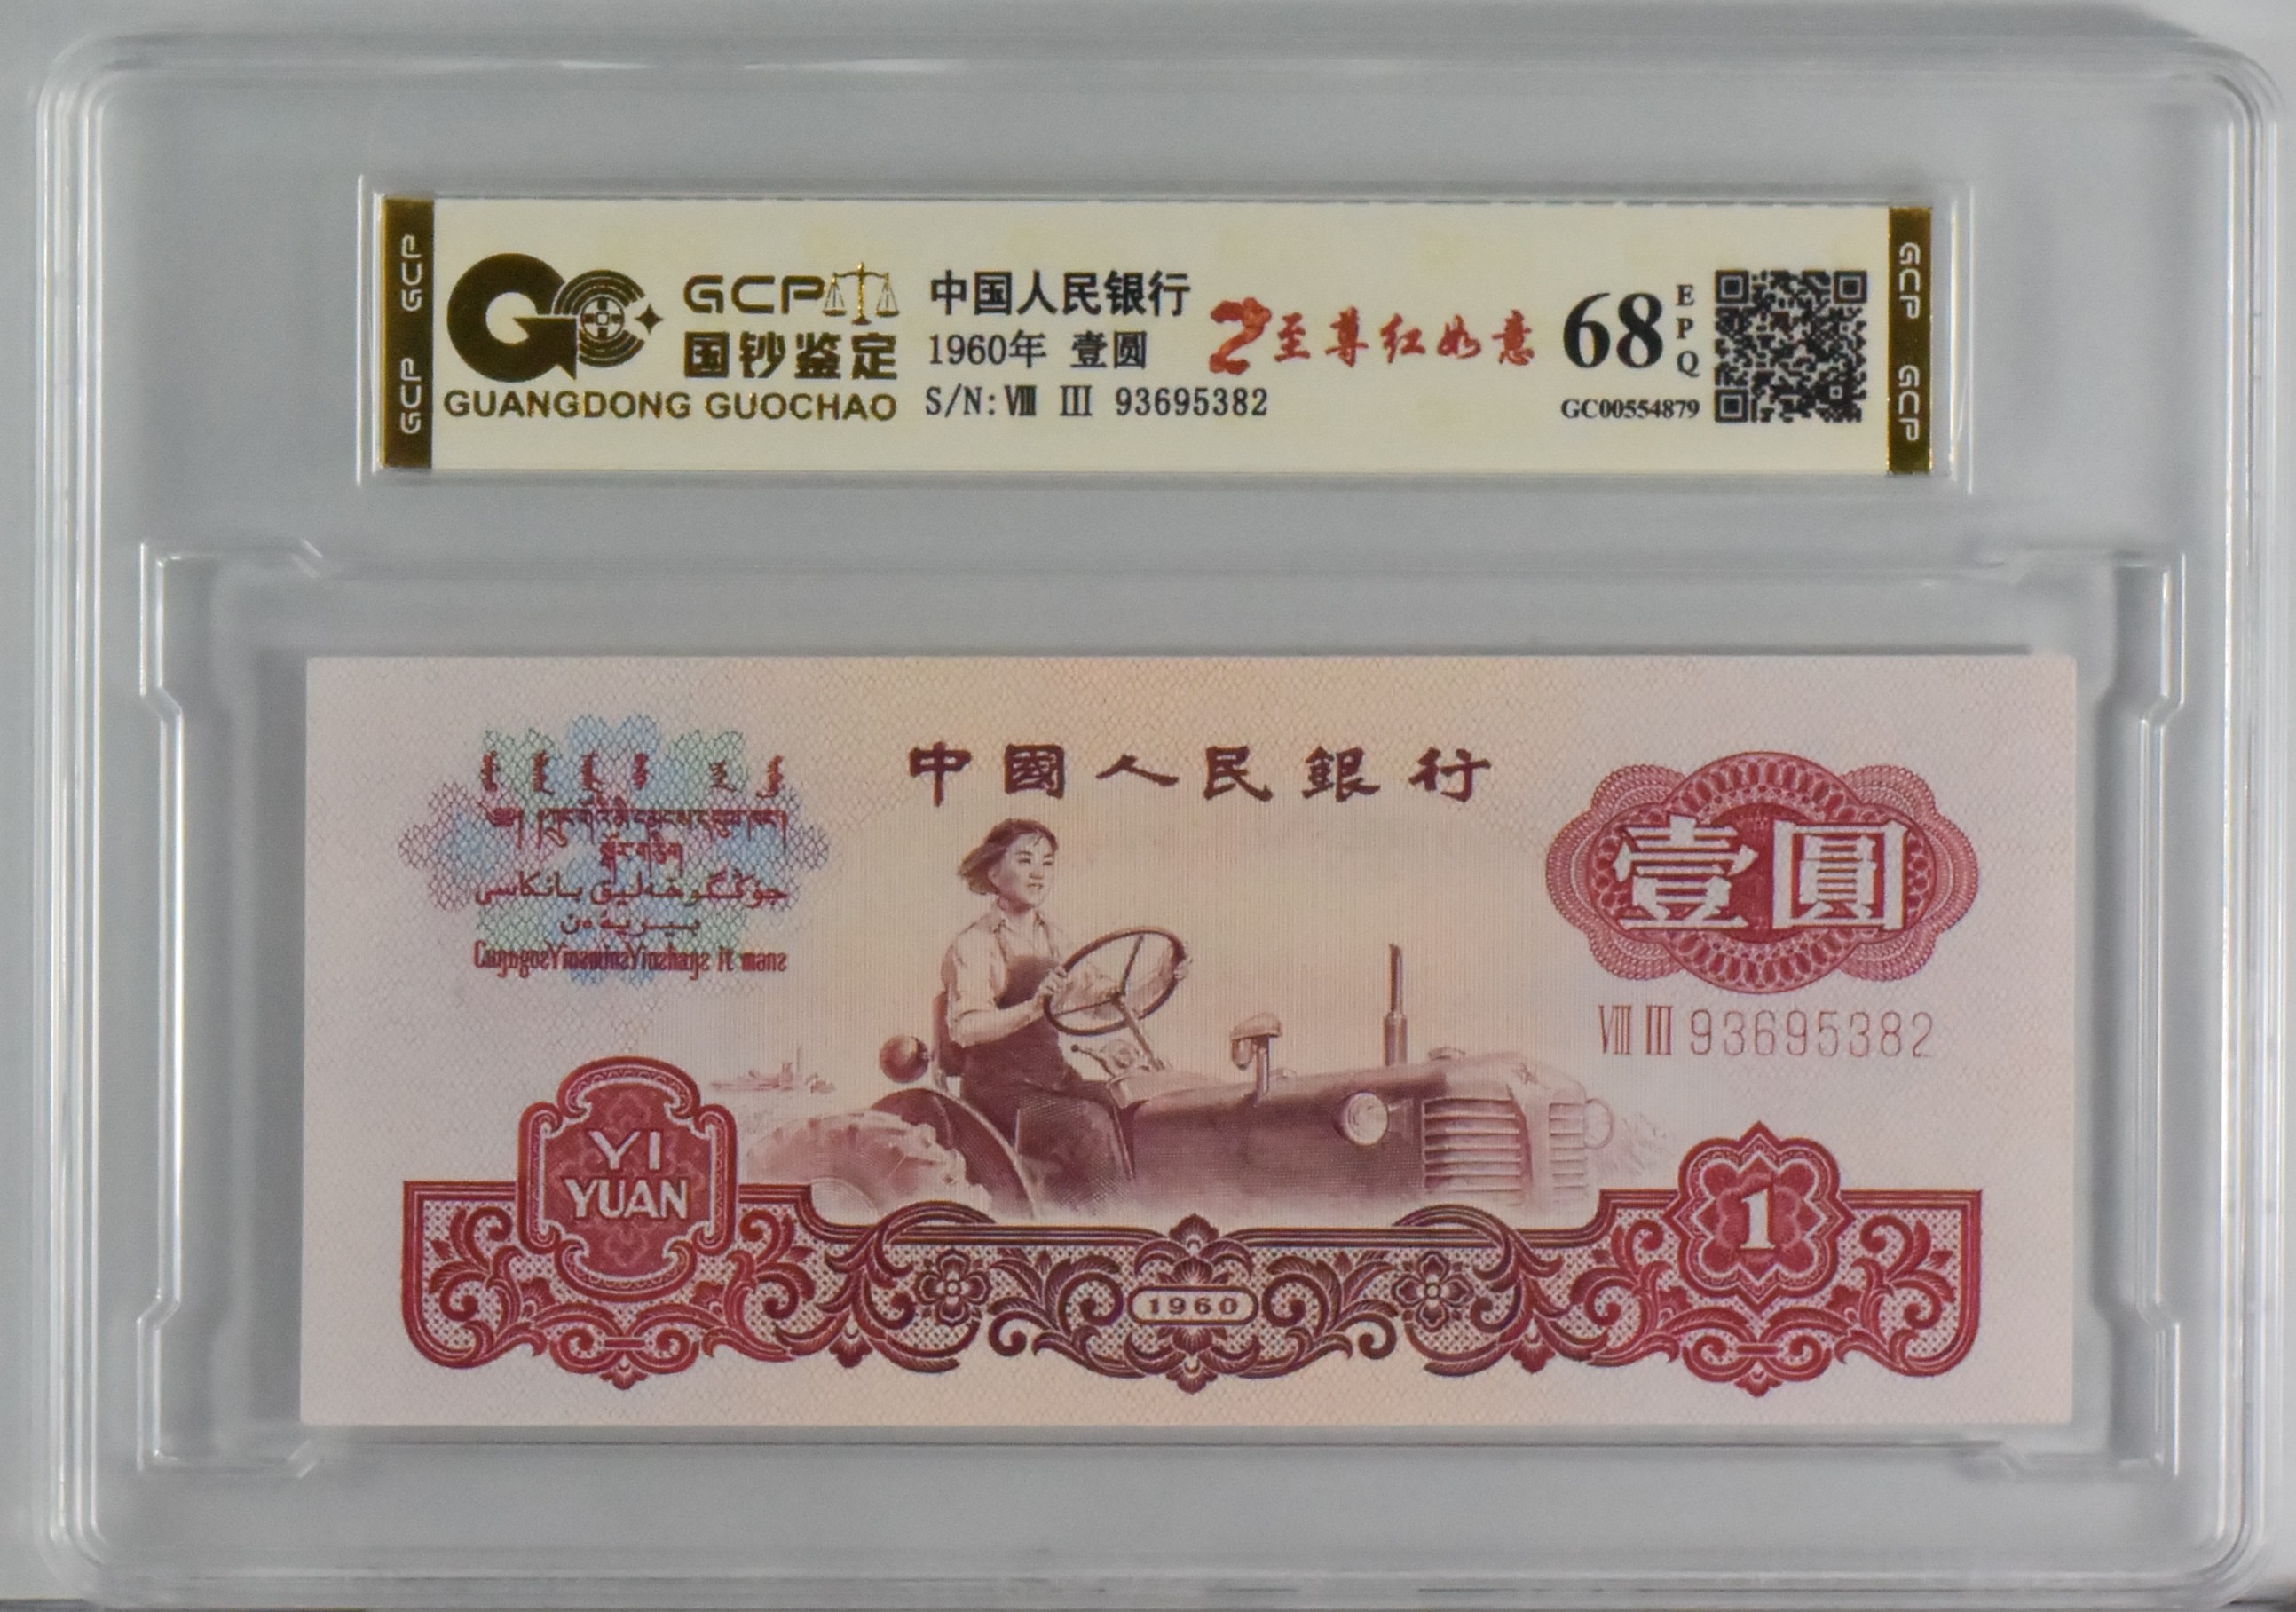 GCP GCP
GCP
国钞鉴定
GUANGDONG GUOCHAO
中国人民银行
1960年 壹圆
S/N:Ⅷ Ⅲ 93695382
至尊红如意
68
EPQ
GC00554879
GCP GCP
中國人民銀行
壹圓
Ⅷ Ⅲ 93695382
YI
YUAN
1960
1